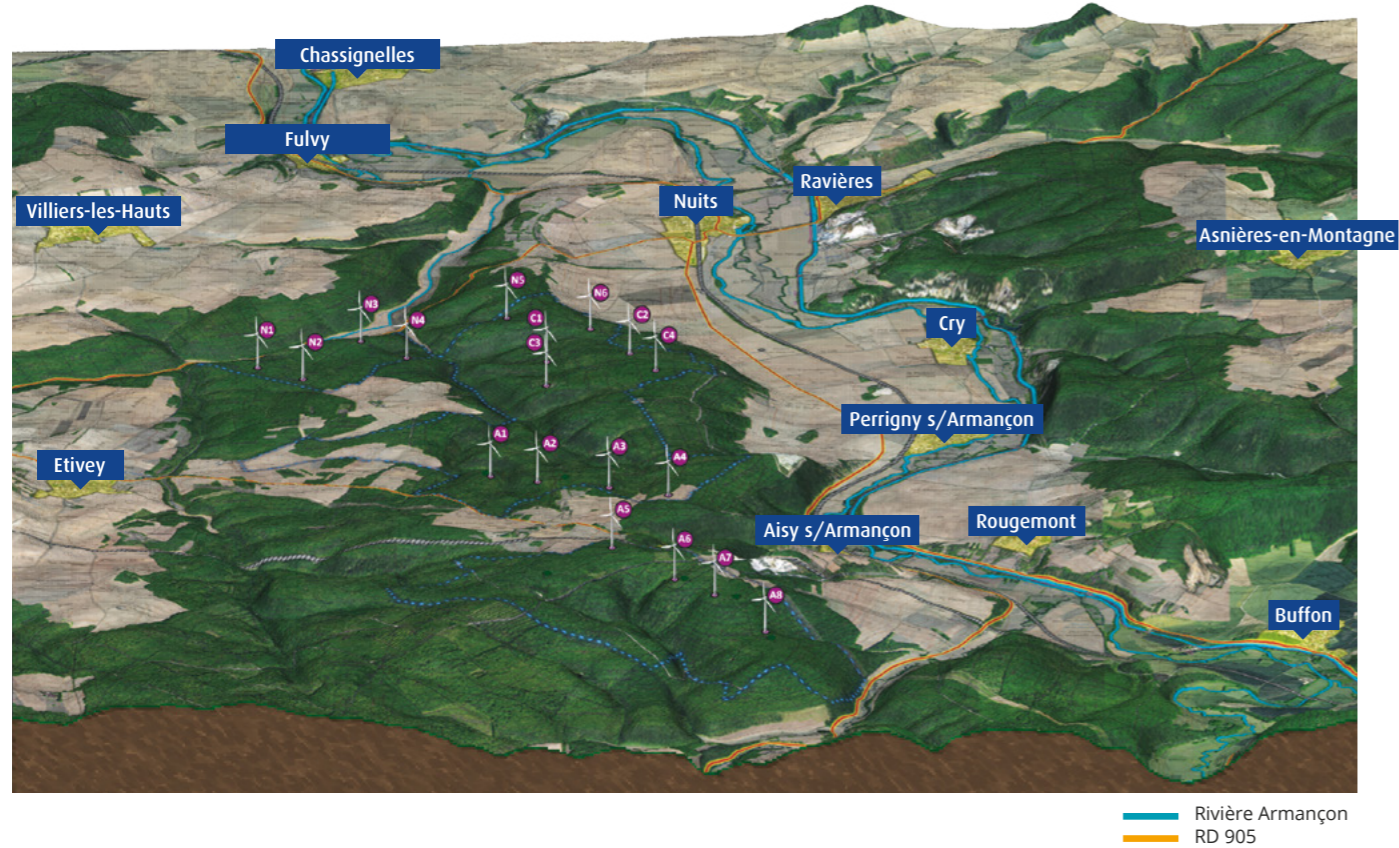 Chassignelles
Fulvy
Ravières
Villiers-les-Hauts
Nuits
Asnières-en-Montagne
N5
N6
N3
C2
N4
C1
N1
C4
N2
C3
Cry
Perrigny s/Armançon
A1
A2
A3
A4
Etivey
A5
Rougemont
Aisy s/Armançon
A6
A7
A8
Buffon
Rivière Armançon
RD 905